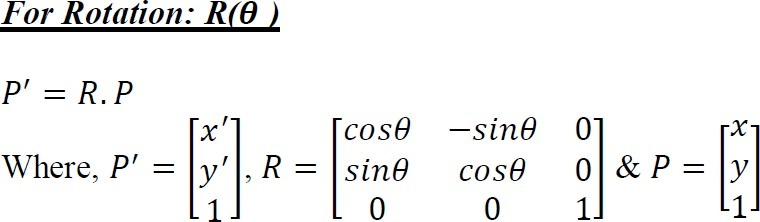 For Rotation: R(θ )
P′ = R. P
Where, P′ = [x′ y′ 1], R = [cosθ −sinθ 0 sinθ cosθ 0 0 0 1] & P = [x y 1]